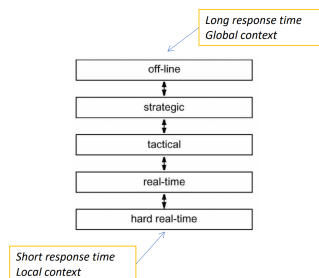 Long response time
Global context
off-line
strategic
tactical
real-time
hard real-time
Short response time
Local context